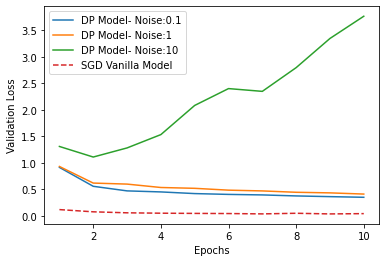 DP Model- Noise:0.1
DP Model- Noise:1
DP Model- Noise:10
SGD Vanilla Model
3.5
3.0
2.5
2.0
1.5
1.0
0.5
0.0
Validation Loss
2 4 6 8 10
Epochs